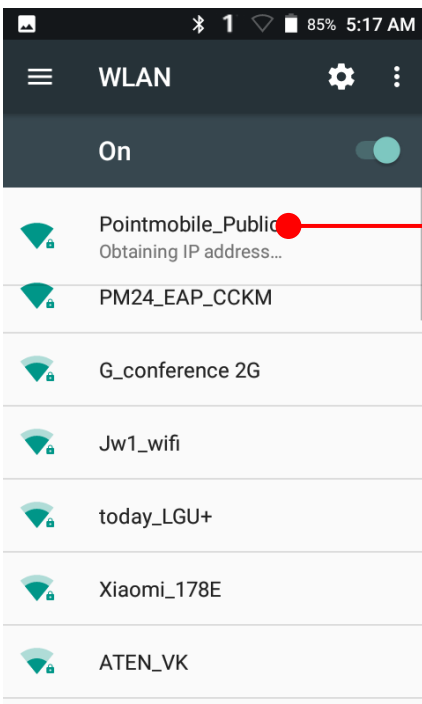 1 85% 5:17 AM
WLAN
On
Pointmobile_Public
Obtaining IP address...
PM24_EAP_CCKM
G_conference 2G
Jw1_wifi
today_LGU+
Xiaomi_178E
ATEN_VK